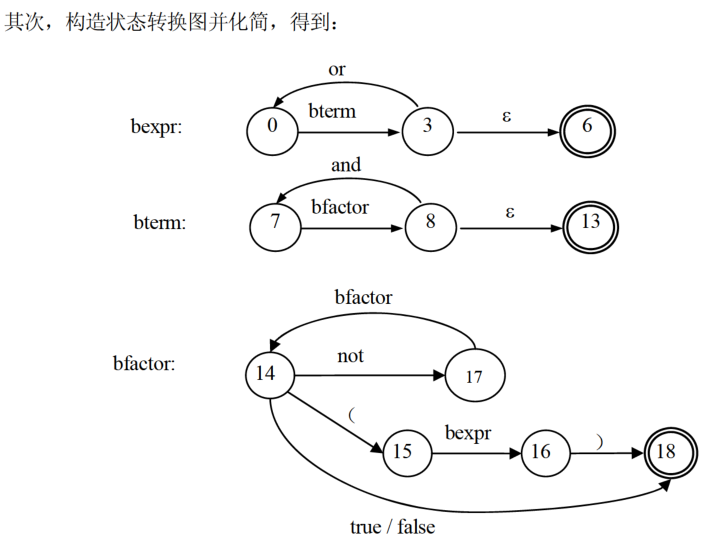 其次，构造状态转换图并化简，得到：
or
bexpr:
0
bterm
3
ε
6
and
bterm:
7
bfactor
8
ε
13
bfactor
bfactor:
14
not
17
（
15
bexpr
16
）
18
true / false